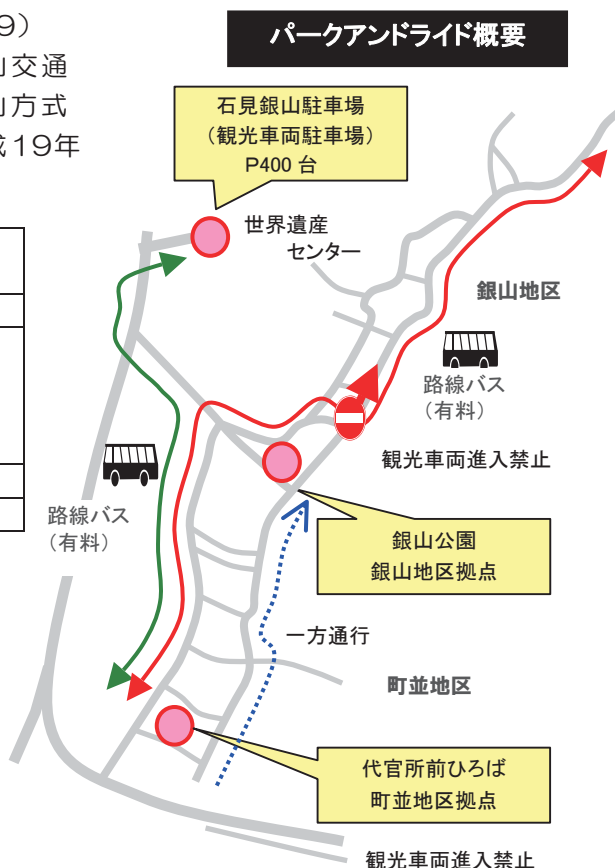 9）
山交通
山方式
成19年
パークアンドライド概要
石見銀山駐車場
（観光車両駐車場）
P400 台
世界遺産
センター
銀山地区
路線バス
（有料）
観光車両進入禁止
銀山公園
銀山地区拠点
路線バス
（有料）
一方通行
町並地区
代官所前ひろば
町並地区拠点
観光車両進入禁止